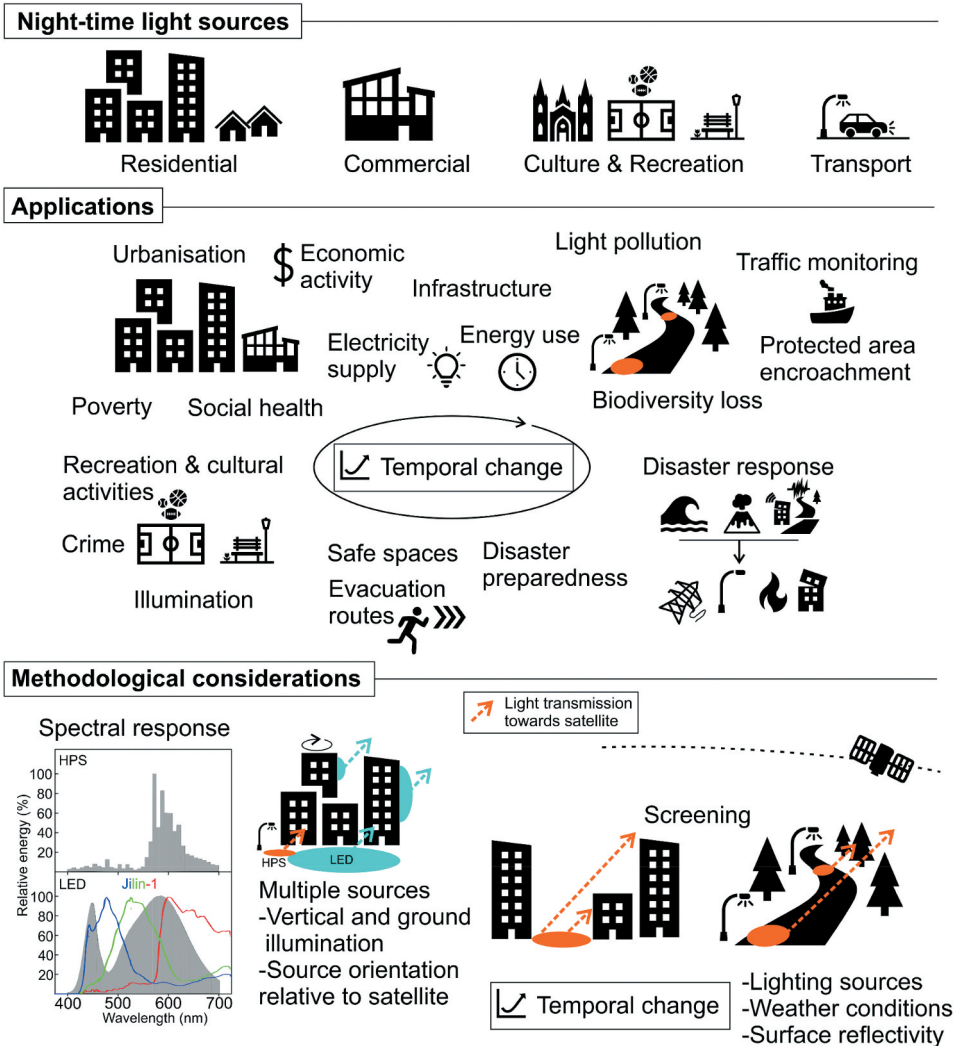 Night-time light sources
Residential
Commercial
Culture & Recreation
Transport
Applications
Urbanisation
$ Economic
activity
Infrastructure
Light pollution
Traffic monitoring
Electricity
supply
Energy use
Protected area
encroachment
Biodiversity loss
Poverty
Social health
Temporal change
Recreation & cultural
activities
Crime
Illumination
Safe spaces
Evacuation
routes
Disaster
preparedness
Disaster response
Methodological considerations
Spectral response
HPS
100
80
60
40
20
Relative energy (%)
LED
Jilin-1
100
80
60
40
20
400
500
600
700
Wavelength (nm)
HPS
LED
Multiple sources
-Vertical and ground
illumination
-Source orientation
relative to satellite
Light transmission
towards satellite
Screening
Temporal change
-Lighting sources
-Weather conditions
-Surface reflectivity